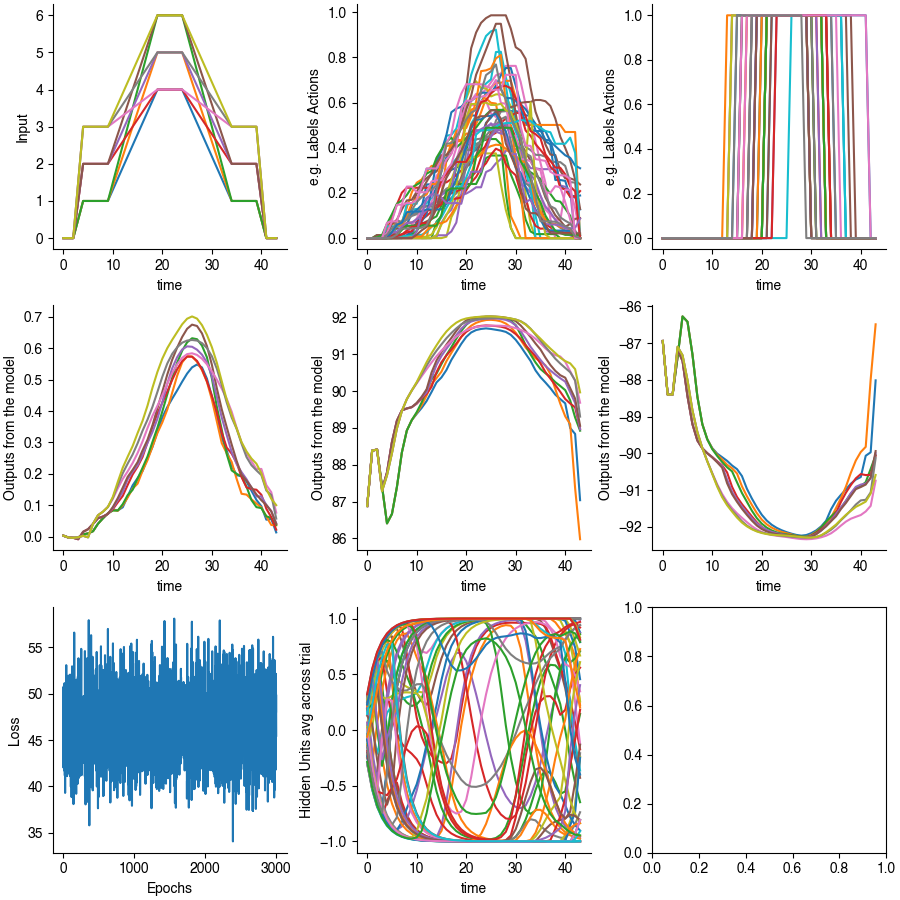 6
5
4
3
2
1
0
Input
0 10 20 30 40
time
1.0
0.8
0.6
0.4
0.2
0.0
e.g. Labels Actions
0 10 20 30 40
time
1.0
0.8
0.6
0.4
0.2
0.0
e.g. Labels Actions
0 10 20 30 40
time
0.7
0.6
0.5
0.4
0.3
0.2
0.1
0.0
Outputs from the model
0 10 20 30 40
time
92
91
90
89
88
87
86
Outputs from the model
0 10 20 30 40
time
−86
−87
−88
−89
−90
−91
−92
Outputs from the model
0 10 20 30 40
time
55
50
45
40
35
Loss
0 1000 2000 3000
Epochs
1.0
0.5
0.0
−0.5
−1.0
Hidden Units avg across trial
0 10 20 30 40
time
1.0
0.8
0.6
0.4
0.2
0.0
0.0 0.2 0.4 0.6 0.8 1.0